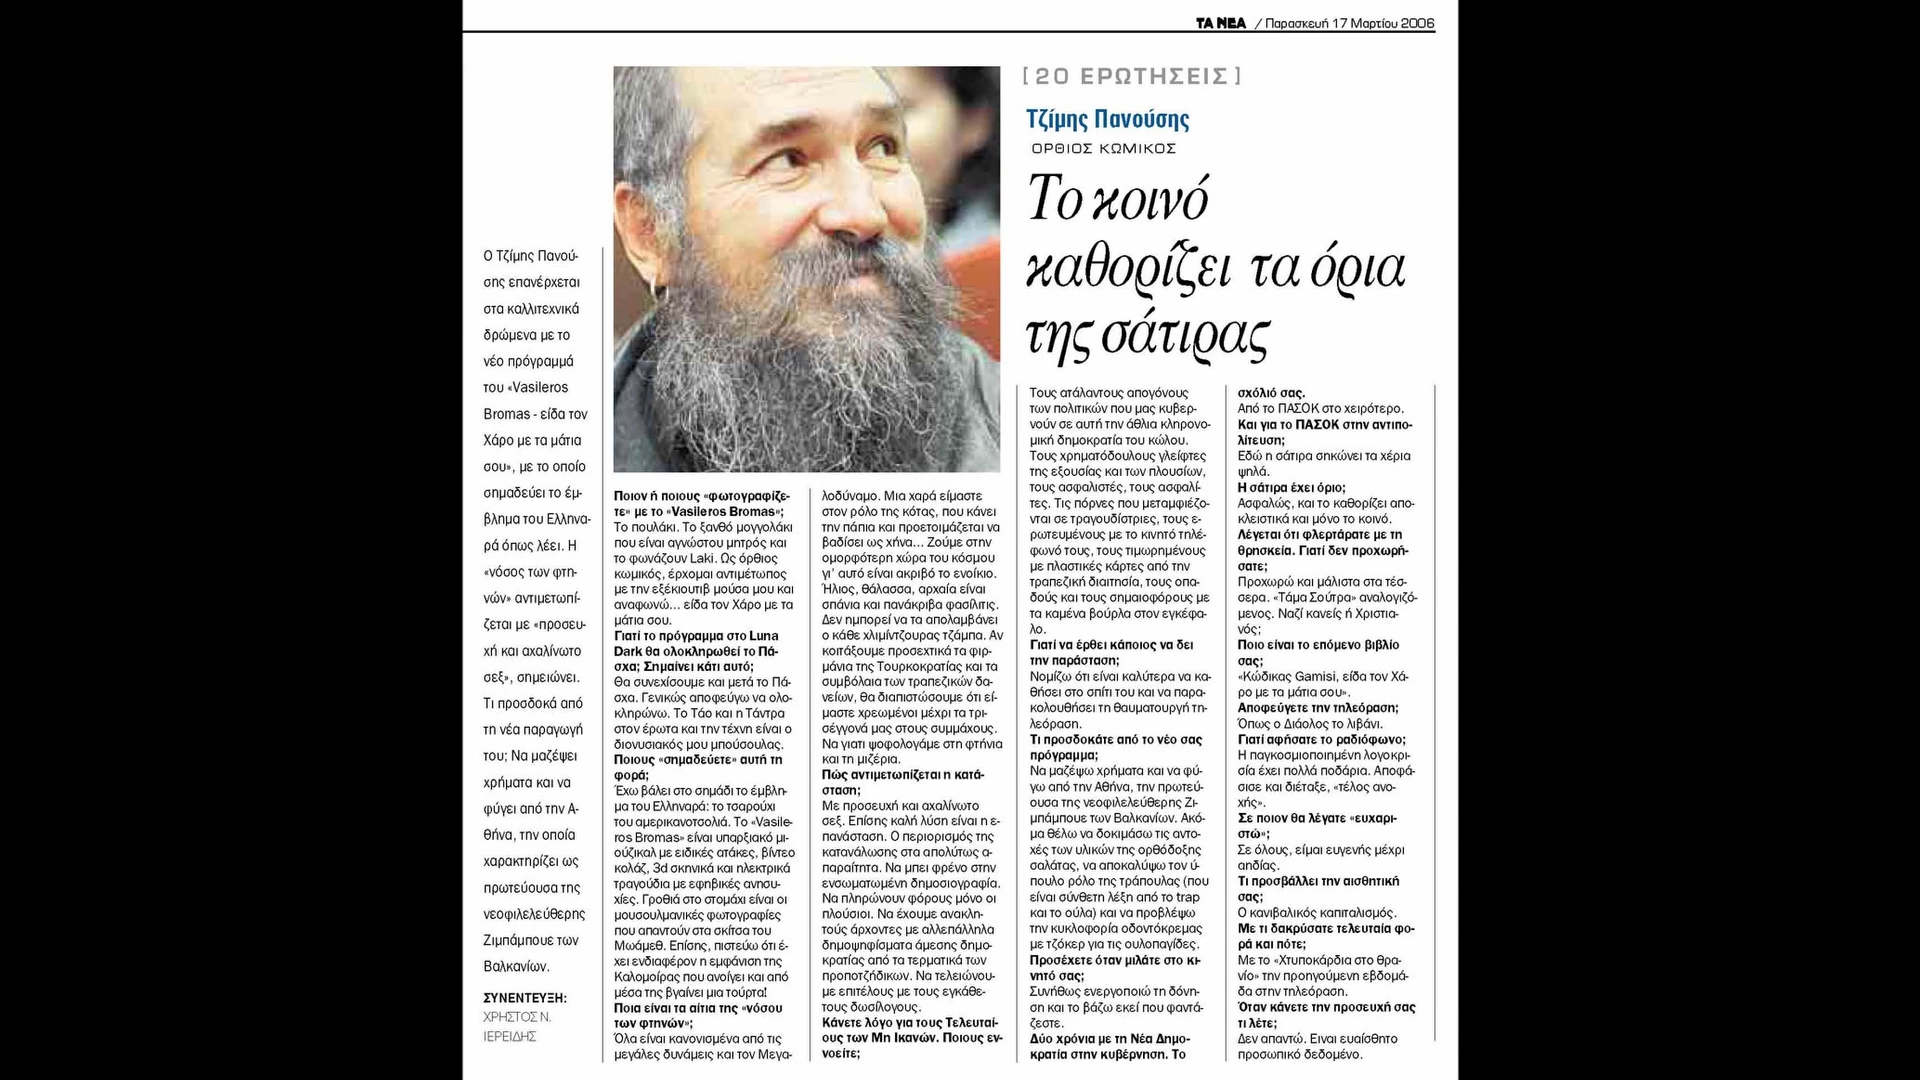 ΤΑ ΝΕΑ / Παρασκευή 17 Μαρτίου 2006
[ 20 ΕΡΩΤΗΣΕΙΣ ]
Τζίμης Πανούσης
ΟΡΘΙΟΣ ΚΩΜΙΚΟΣ
Το κοινό
καθορίζει τα όρια
της σάτιρας
Ο Τζίμης Πανού-
σης επανέρχεται
στα καλλιτεχνικά
δρώμενα με το
νέο πρόγραμμά
του «Vasileros
Bromas - είδα τον
Χάρο με τα μάτια
σου», με το οποίο
σημαδεύει το έμ-
βλημα του Ελληνα-
ρά όπως λέει. Η
«νόσος των φτη-
νών» αντιμετωπί-
ζεται με «προσευ-
χή και αχαλίνωτο
σεξ», σημειώνει.
Τι προσδοκά από
τη νέα παραγωγή
του; Να μαζέψει
χρήματα και να
φύγει από την Α-
θήνα, την οποία
χαρακτηρίζει ως
πρωτεύουσα της
νεοφιλελεύθερης
Ζιμπάμπουε των
Βαλκανίων.
ΣΥΝΕΝΤΕΥΞΗ:
ΧΡΗΣΤΟΣ Ν.
ΙΕΡΕΙΔΗΣ
Ποιον ή ποιους «φωτογραφίζε-
τε» με το «Vasileros Bromas»;
Το πουλάκι. Το ξανθό μογγολάκι
που είναι αγνώστου μητρός και
το φωνάζουν Laki. Ως όρθιος
κωμικός, έρχομαι αντιμέτωπος
με την εξέκιουτιβ μούσα μου και
αναφωνώ... είδα τον Χάρο με τα
μάτια σου.
Γιατί το πρόγραμμα στο Luna
Dark θα ολοκληρωθεί το Πά-
σχα; Σημαίνει κάτι αυτό;
Θα συνεχίσουμε και μετά το Πά-
σχα. Γενικώς αποφεύγω να ολο-
κληρώνω. Το Τάο και η Τάντρα
στον έρωτα και την τέχνη είναι ο
διονυσιακός μου μπούσουλας.
Ποιους «σημαδεύετε» αυτή τη
φορά;
Έχω βάλει στο σημάδι το έμβλη-
μα του Ελληναρά: το τσαρούχι
του αμερικανοτσολιά. Το «Vasile-
ros Bromas» είναι υπαρξιακό μι-
ούζικαλ με ειδικές ατάκες, βίντεο
κολάζ, 3d σκηνικά και ηλεκτρικά
τραγούδια με εφηβικές ανησυ-
χίες. Γροθιά στο στομάχι είναι οι
μουσουλμανικές φωτογραφίες
που απαντούν στα σκίτσα του
Μωάμεθ. Επίσης, πιστεύω ότι έ-
χει ενδιαφέρον η εμφάνιση της
Καλομοίρας που ανοίγει και από
μέσα της βγαίνει μια τούρτα!
Ποια είναι τα αίτια της «νόσου
των φτηνών»;
Όλα είναι κανονισμένα από τις
μεγάλες δυνάμεις και τον Μεγα-
λοδύναμο. Μια χαρά είμαστε
στον ρόλο της κότας, που κάνει
την πάπια και προετοιμάζεται να
βαδίσει ως χήνα... Ζούμε στην
ομορφότερη χώρα του κόσμου
γι' αυτό είναι ακριβό το ενοίκιο.
Ήλιος, θάλασσα, αρχαία είναι
σπάνια και πανάκριβα φασίλιτις.
Δεν ημπορεί να τα απολαμβάνει
ο κάθε χλιμίντζουρας τζάμπα. Αν
κοιτάξουμε προσεχτικά τα φιρ-
μάνια της Τουρκοκρατίας και τα
συμβόλαια των τραπεζικών δα-
νείων, θα διαπιστώσουμε ότι εί-
μαστε χρεωμένοι μέχρι τα τρι-
σέγγονά μας στους συμμάχους.
Να γιατι ψοφολογάμε στη φτήνια
και τη μιζέρια.
Πώς αντιμετωπίζεται η κατά-
σταση;
Με προσευχή και αχαλίνωτο
σεξ. Επίσης καλή λύση είναι η ε-
πανάσταση. Ο περιορισμός της
κατανάλωσης στα απολύτως α-
παραίτητα. Να μπει φρένο στην
ενσωματωμένη δημοσιογραφία.
Να πληρώνουν φόρους μόνο οι
πλούσιοι. Να έχουμε ανακλη-
τούς άρχοντες με αλλεπάλληλα
δημοψηφίσματα άμεσης δημο-
κρατίας από τα τερματικά των
προποτζήδικων. Να τελειώνου-
με επιτέλους με τους εγκάθε-
τους δωσίλογους.
Κάνετε λόγο για τους Τελευταί-
ους των Μη Ικανών. Ποιους εν-
νοείτε;
Τους ατάλαντους απογόνους
των πολιτικών που μας κυβερ-
νούν σε αυτή την άθλια κληρονο-
μική δημοκρατία του κώλου.
Τους χρηματόδουλους γλείφτες
της εξουσίας και των πλουσίων,
τους ασφαλιστές, τους ασφαλί-
τες. Τις πόρνες που μεταμφιέζο-
νται σε τραγουδίστριες, τους ε-
ρωτευμένους με το κινητό τηλέ-
φωνό τους, τους τιμωρημένους
με πλαστικές κάρτες από την
τραπεζική διαιτησία, τους οπα-
δούς και τους σημαιοφόρους με
τα καμένα βούρλα στον εγκέφα-
λο.
Γιατί να έρθει κάποιος να δει
την παράσταση;
Νομίζω ότι είναι καλύτερα να κα-
θήσει στο σπίτι του και να παρα-
κολουθήσει τη θαυματουργή τη-
λεόραση.
Τι προσδοκάτε από το νέο σας
πρόγραμμα;
Να μαζέψω χρήματα και να φύ-
γω από την Αθήνα, την πρωτεύ-
ουσα της νεοφιλελεύθερης Ζι-
μπάμπουε των Βαλκανίων. Ακό-
μα θέλω να δοκιμάσω τις αντο-
χές των υλικών της ορθόδοξης
σαλάτας, να αποκαλύψω τον ύ-
πουλο ρόλο της τράπουλας (που
είναι σύνθετη λέξη από το trap
και το ούλα) και να προβλέψω
την κυκλοφορία οδοντόκρεμας
με τζόκερ για τις ουλοπαγίδες.
Προσέχετε όταν μιλάτε στο κι-
νητό σας;
Συνήθως ενεργοποιώ τη δόνη-
ση και το βάζω εκεί που φαντά-
ζεστε.
Δύο χρόνια με τη Νέα Δημο-
κρατία στην κυβέρνηση. Το
σχόλιό σας.
Από το ΠΑΣΟΚ στο χειρότερο.
Και για το ΠΑΣΟΚ στην αντιπο-
λίτευση;
Εδώ η σάτιρα σηκώνει τα χέρια
ψηλά.
Η σάτιρα έχει όριο;
Ασφαλώς, και το καθορίζει απο-
κλειστικά και μόνο το κοινό.
Λέγεται ότι φλερτάρατε με τη
θρησκεία. Γιατί δεν προχωρή-
σατε;
Προχωρώ και μάλιστα στα τέσ-
σερα. «Τάμα Σούτρα» αναλογιζό-
μενος. Ναζί κανείς ή Χριστια-
νός;
Ποιο είναι το επόμενο βιβλίο
σας;
«Κώδικας Gamisi, είδα τον Χά-
ρο με τα μάτια σου».
Αποφεύγετε την τηλεόραση;
Όπως ο Διάολος το λιβάνι.
Γιατί αφήσατε το ραδιόφωνο;
Η παγκοσμιοποιημένη λογοκρι-
σία έχει πολλά ποδάρια. Αποφά-
σισε και διέταξε, «τέλος ανο-
χής».
Σε ποιον θα λέγατε «ευχαρι-
στώ»;
Σε όλους, είμαι ευγενής μέχρι
αηδίας.
Τι προσβάλλει την αισθητική
σας;
Ο κανιβαλικός καπιταλισμός.
Με τι δακρύσατε τελευταία φο-
ρά και πότε;
Με το «Χτυποκάρδια στο θρα-
νίο» την προηγούμενη εβδομά-
δα στην τηλεόραση.
Όταν κάνετε την προσευχή σας
τι λέτε;
Δεν απαντώ. Ειναι ευαίσθητο
προσωπικό δεδομένο.